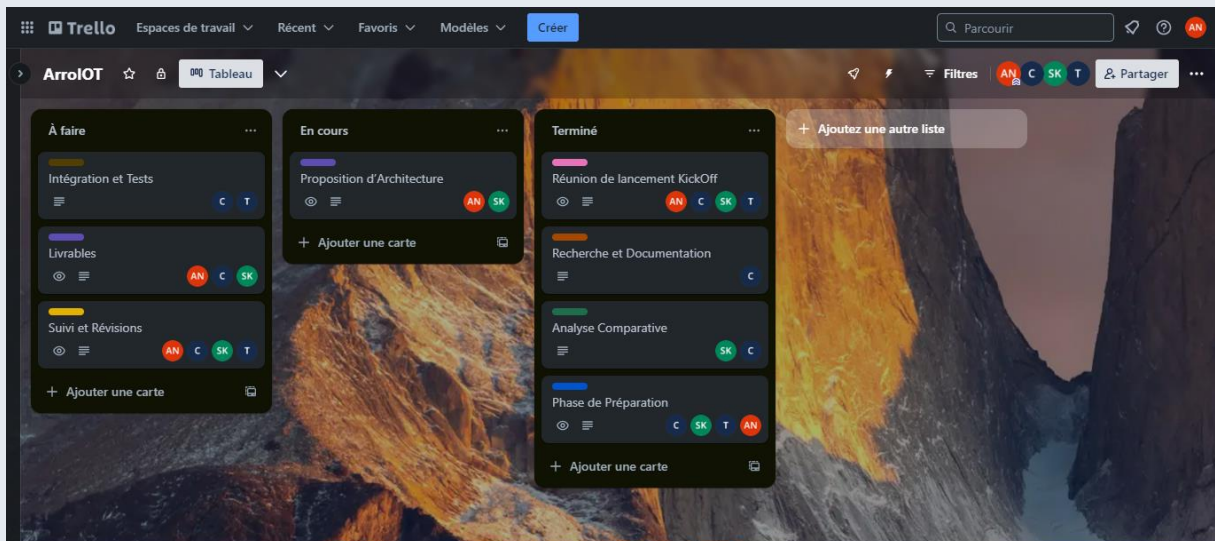 Trello Espaces de travail Récent Favoris Modèles Créer Parcourir AN
ArroIOT Tableau Filtres AN C SK T Partager
À faire
Intégration et Tests
C T
Livrables
AN C SK
Suivi et Révisions
AN C SK T
+ Ajouter une carte
En cours
Proposition d'Architecture
AN SK
+ Ajouter une carte
Terminé
Réunion de lancement KickOff
AN C SK T
Recherche et Documentation
C
Analyse Comparative
SK C
Phase de Préparation
C SK T AN
+ Ajouter une carte
+ Ajoutez une autre liste